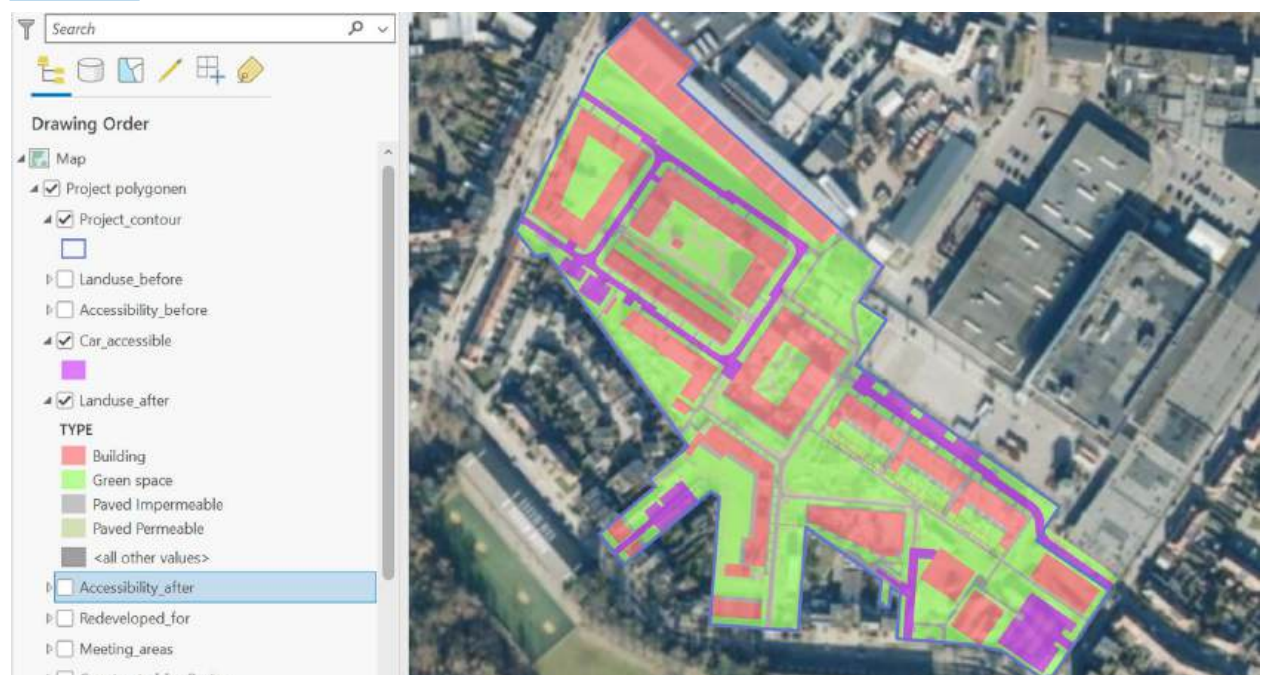 Search
Drawing Order
Map
Project polygonen
Project_contour
Landuse_before
Accessibility_before
Car_accessible
Landuse_after
TYPE
Building
Green space
Paved Impermeable
Paved Permeable
<all other values>
Accessibility_after
Redeveloped_for
Meeting_areas